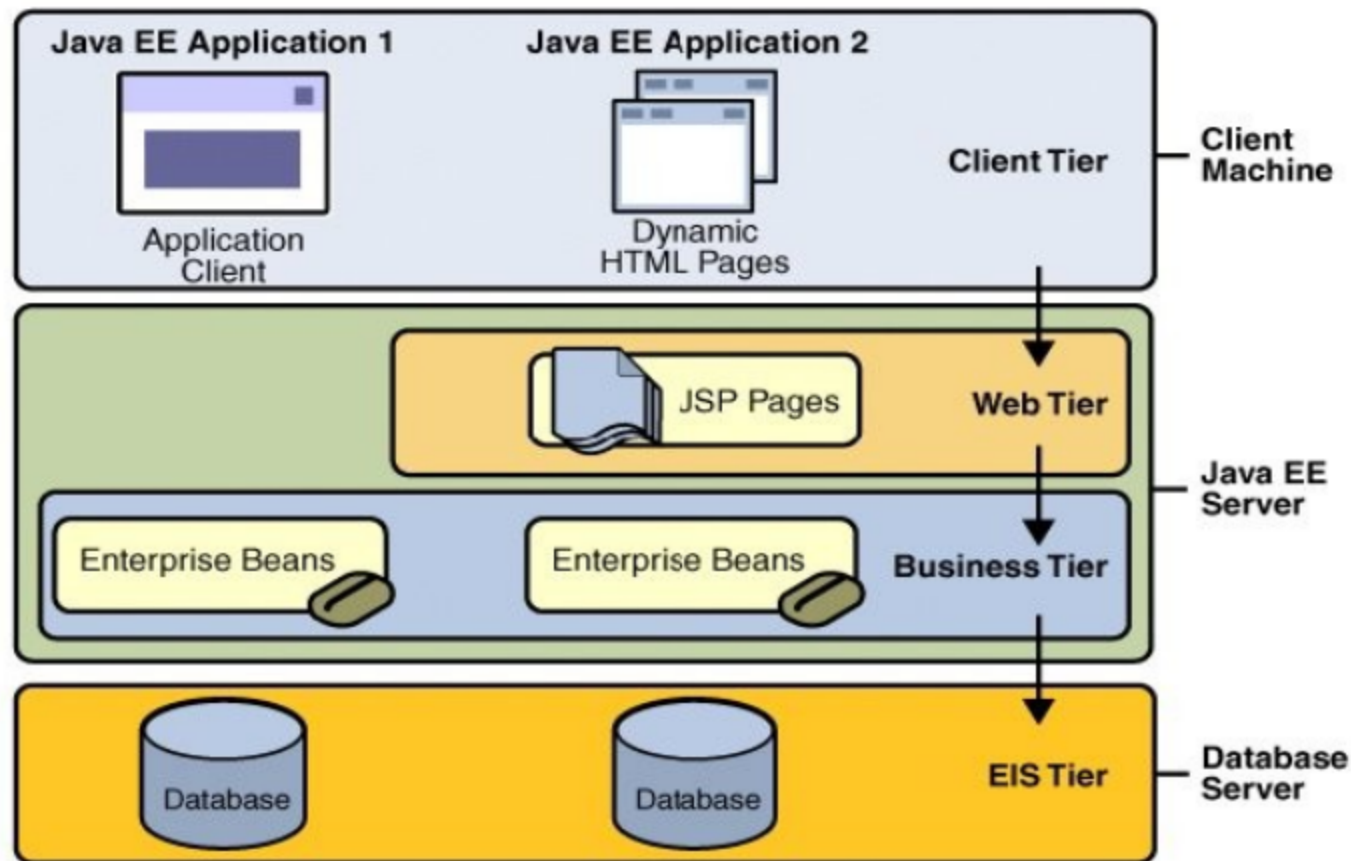 Java EE Application 1
Java EE Application 2
Application
Client
Dynamic
HTML Pages
Client Tier
Client
Machine
JSP Pages
Web Tier
Java EE
Server
Enterprise Beans
Enterprise Beans
Business Tier
Database
Database
EIS Tier
Database
Server